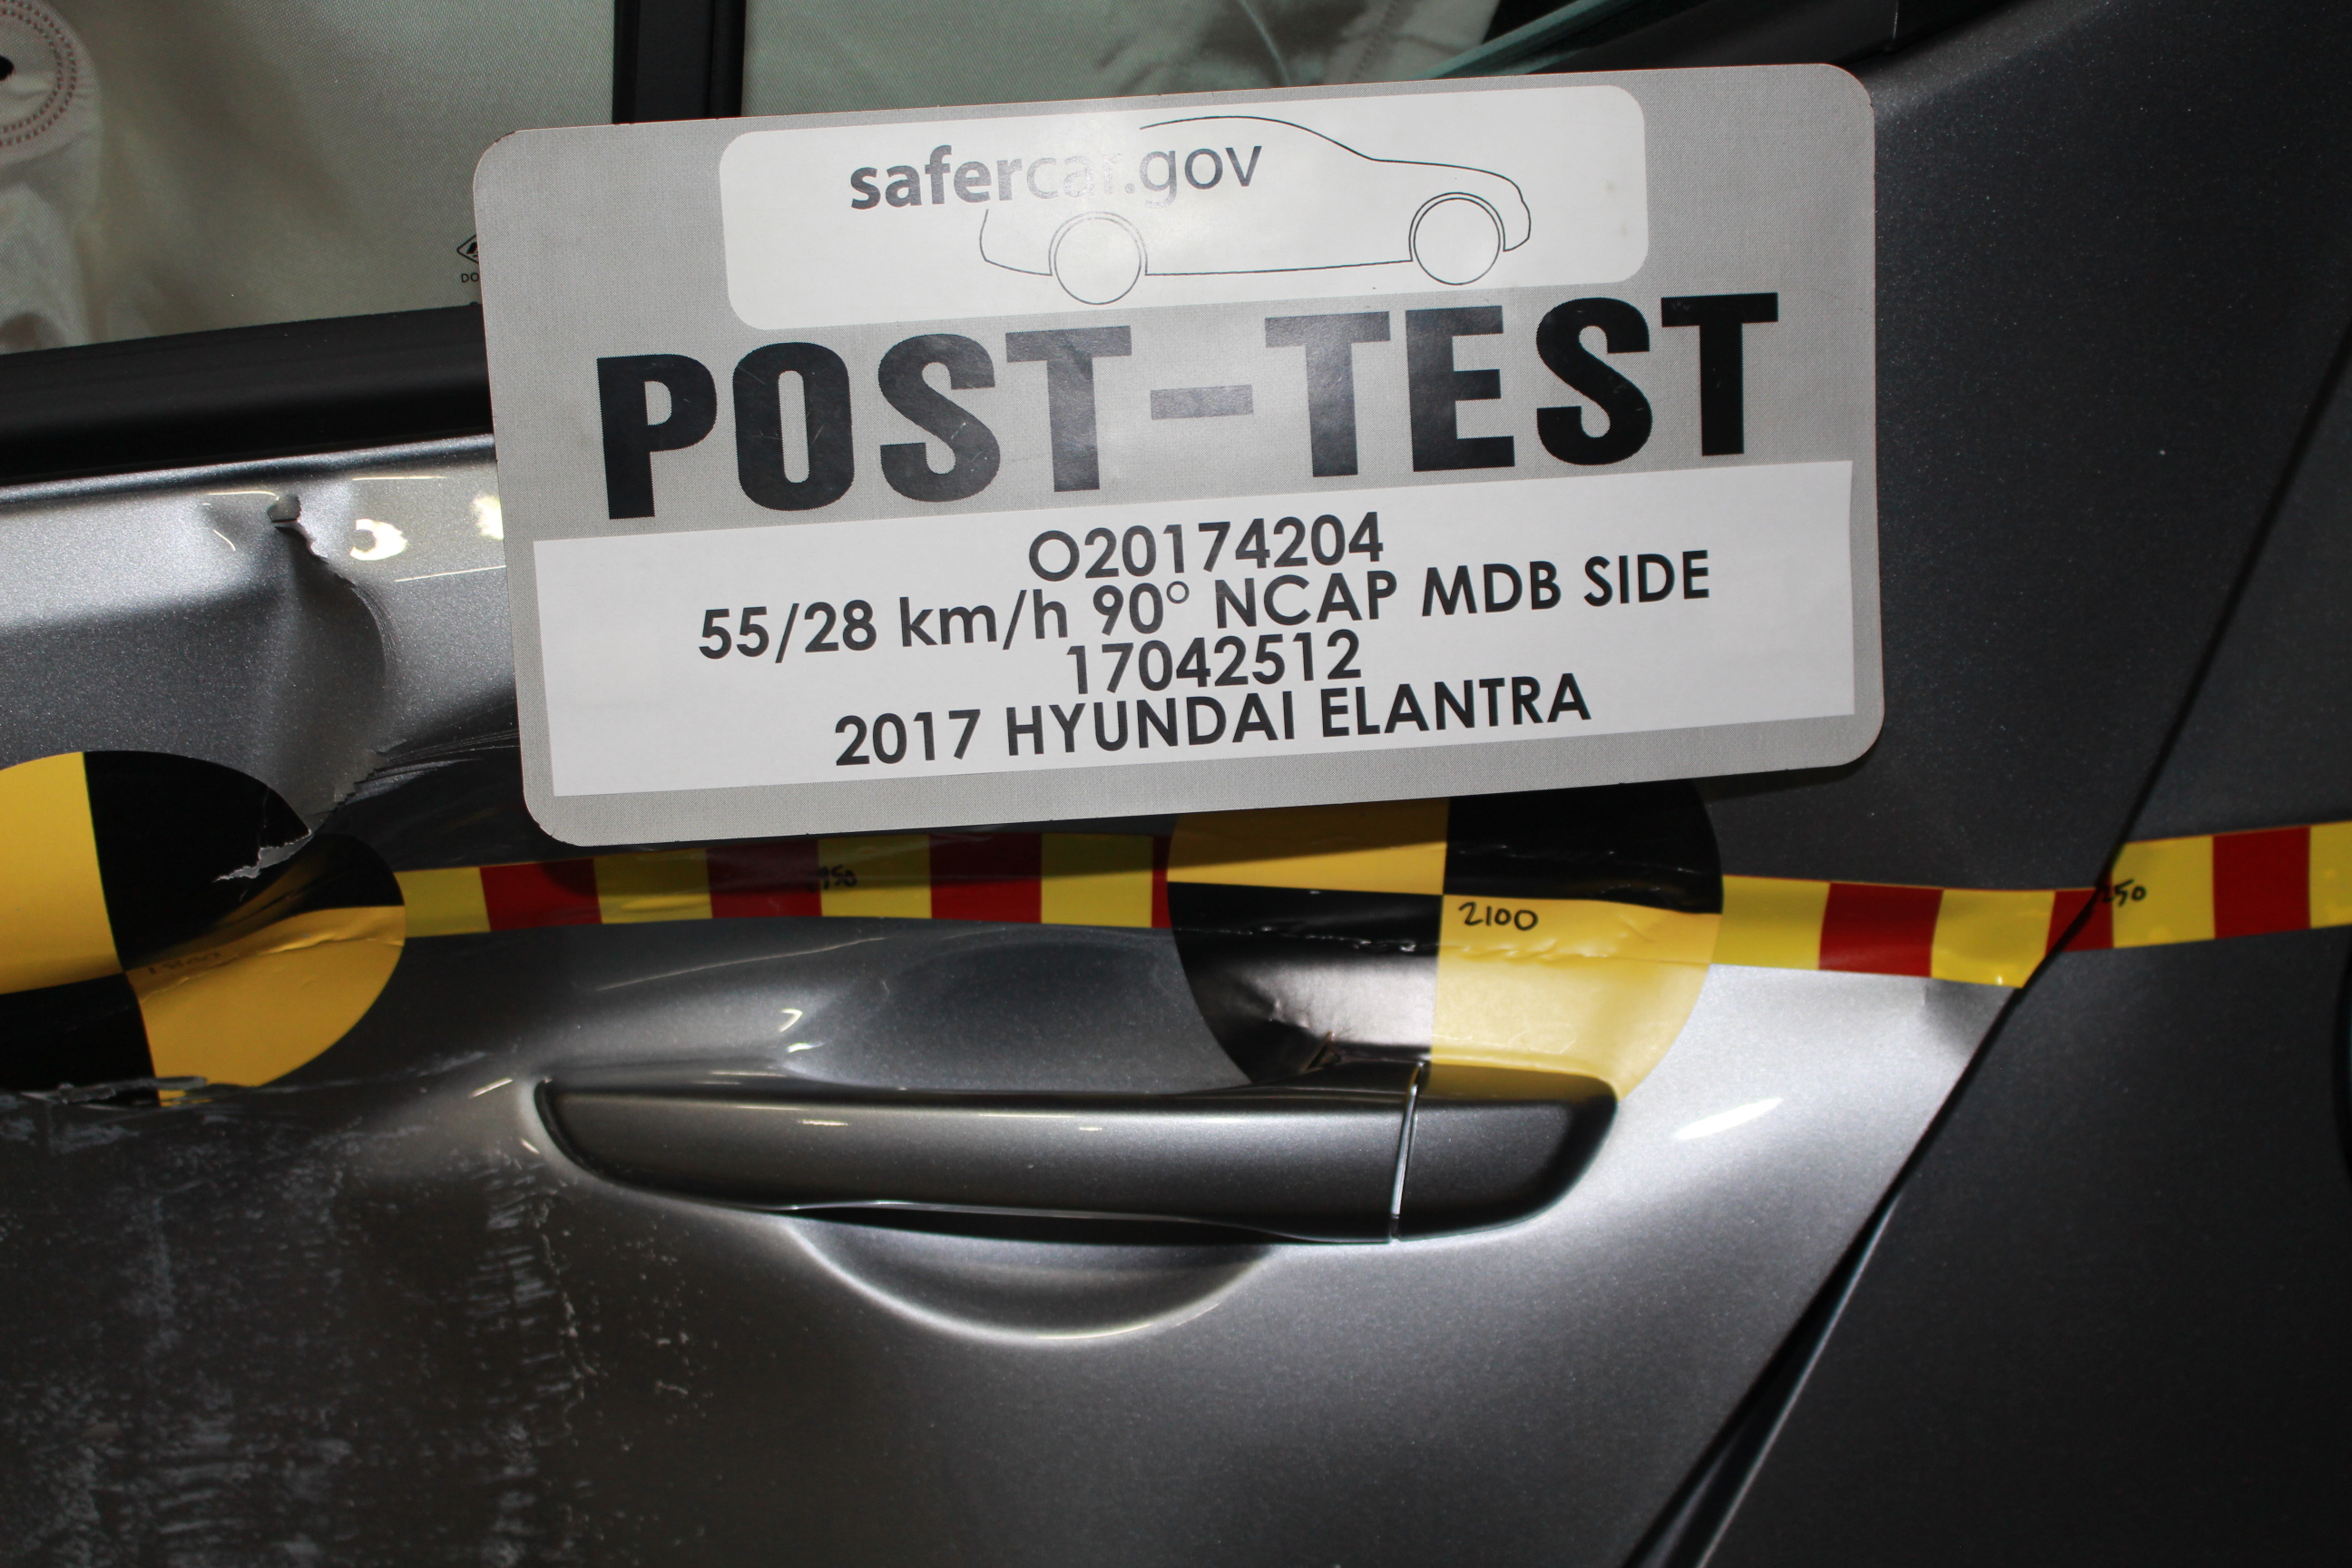 safercar.gov
POST-TEST
O20174204
55/28 km/h 90° NCAP MDB SIDE
17042512
2017 HYUNDAI ELANTRA
2100